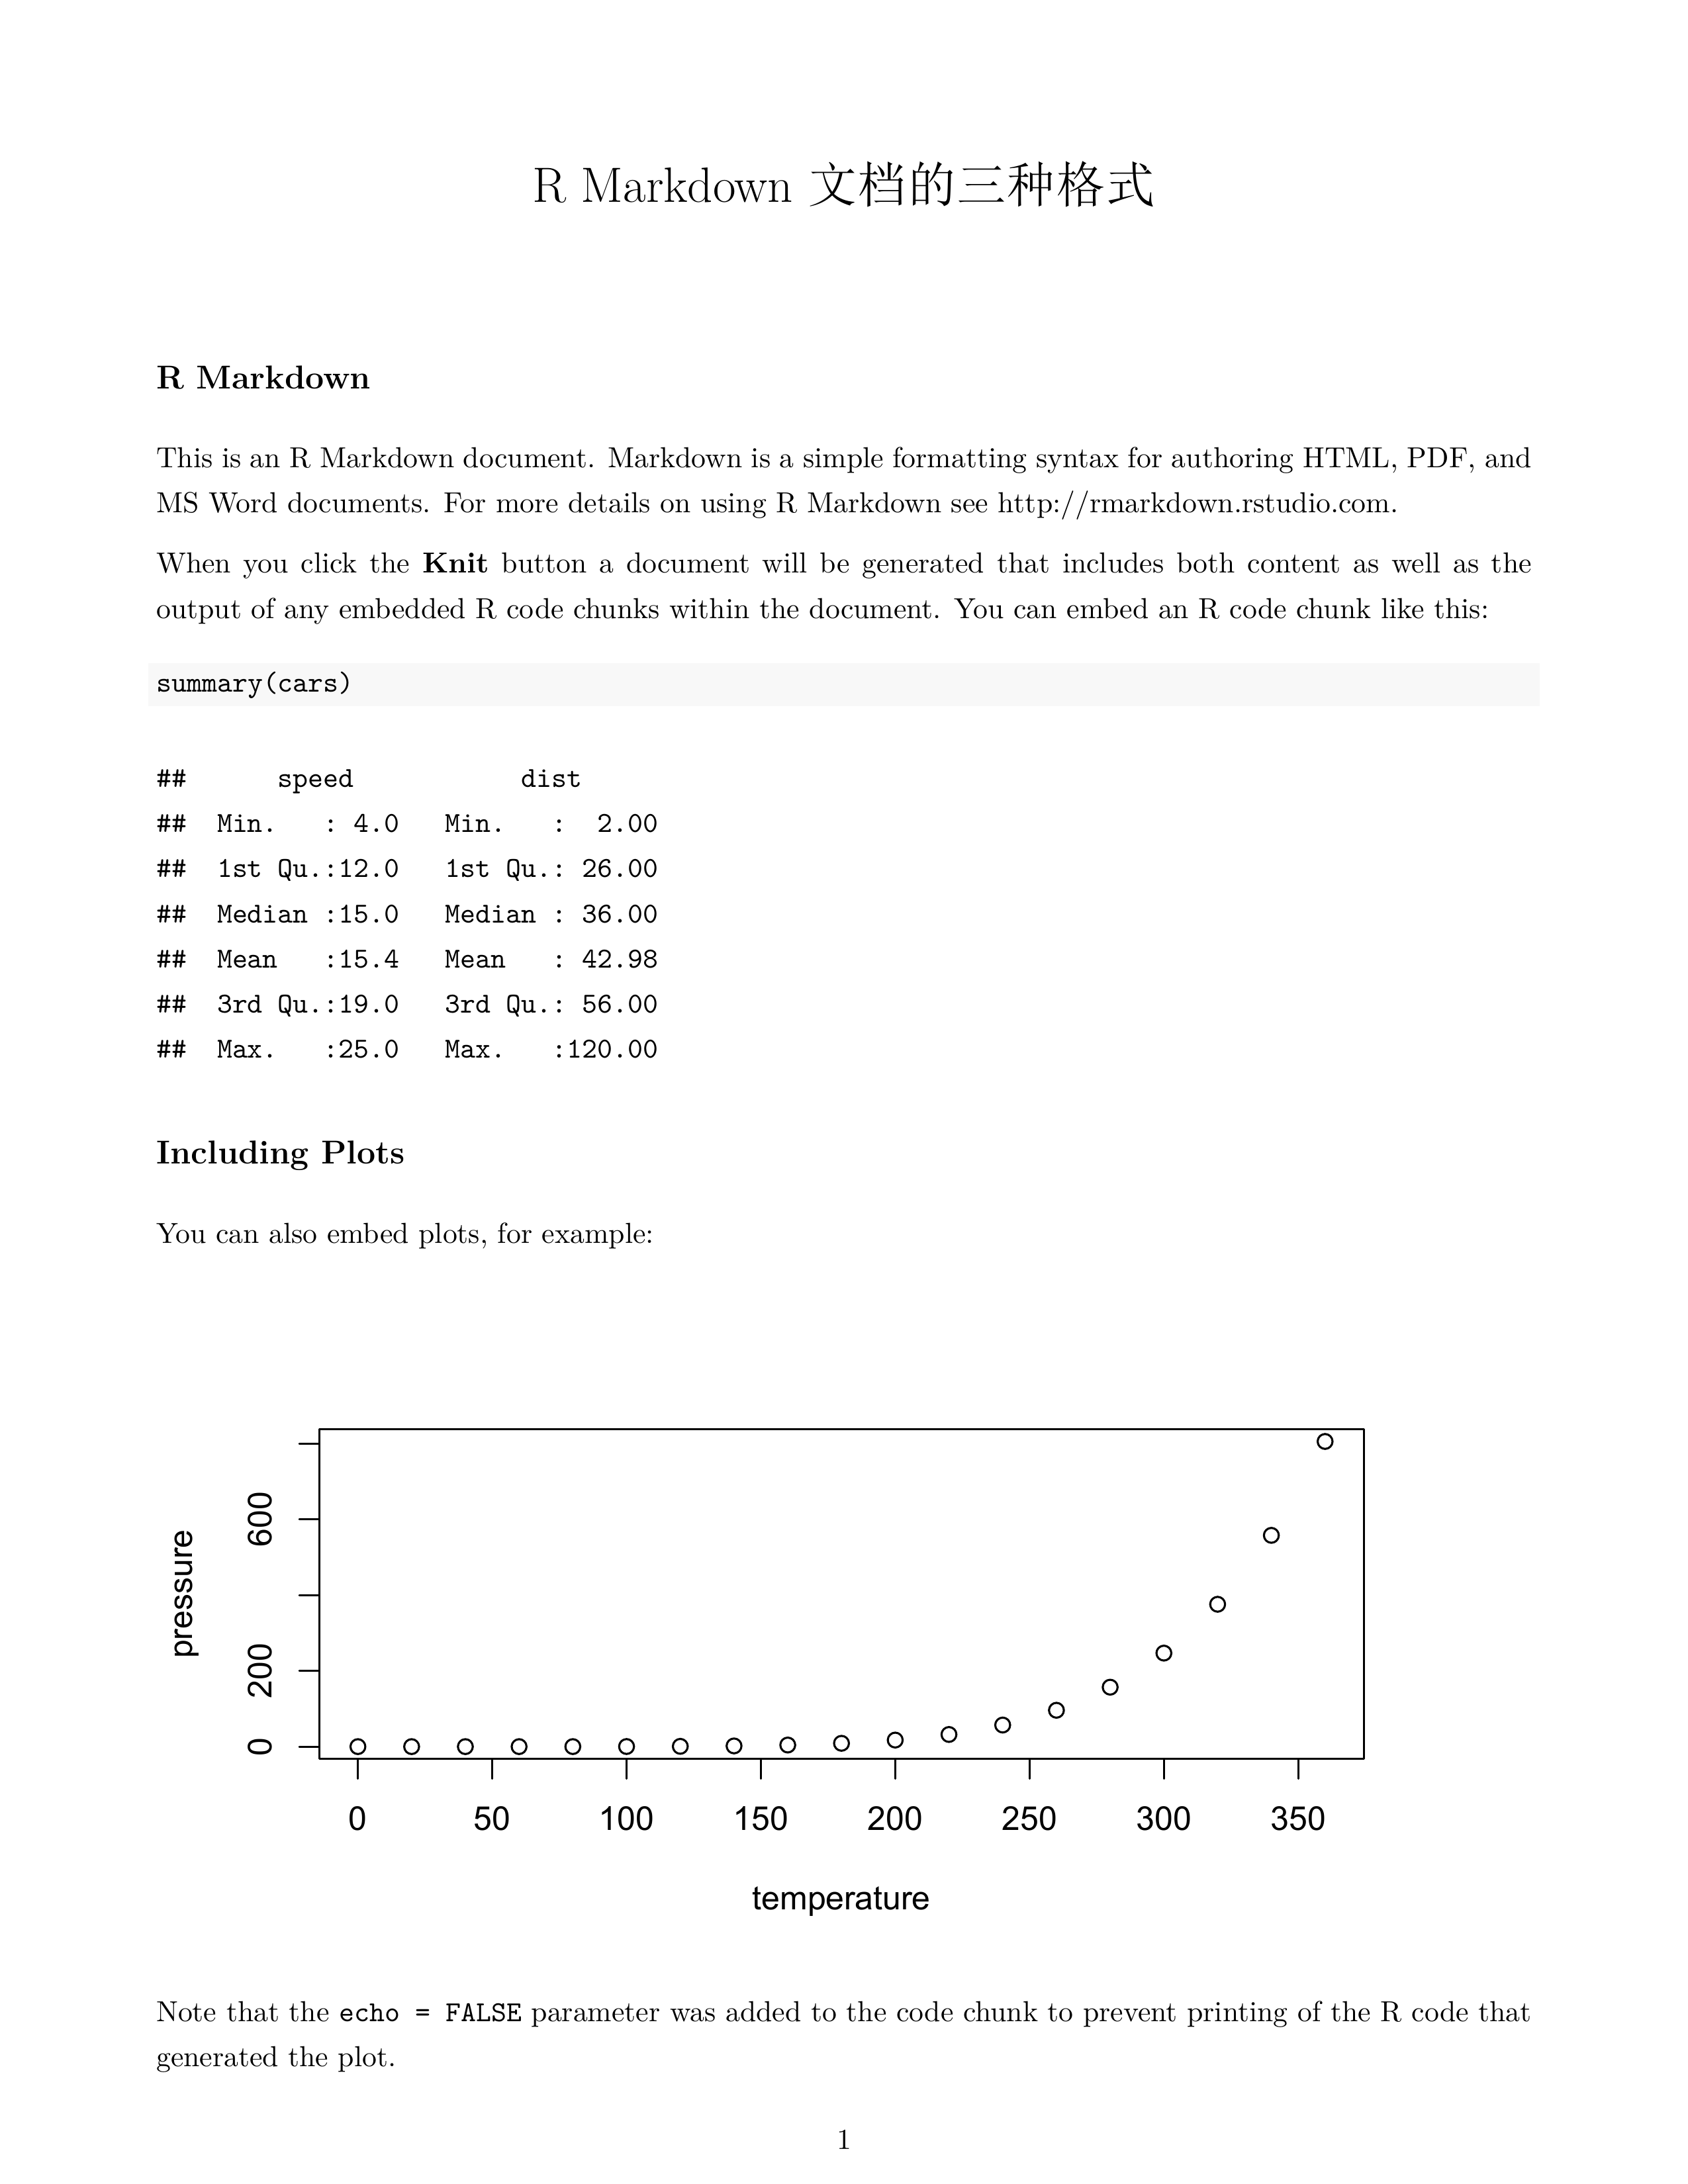 R Markdown 文档的三种格式
R Markdown
This is an R Markdown document. Markdown is a simple formatting syntax for authoring HTML, PDF, and
MS Word documents. For more details on using R Markdown see http://rmarkdown.rstudio.com.
When you click the Knit button a document will be generated that includes both content as well as the
output of any embedded R code chunks within the document. You can embed an R code chunk like this:
summary(cars)
##      speed           dist
##  Min.   : 4.0   Min.   :  2.00
##  1st Qu.:12.0   1st Qu.: 26.00
##  Median :15.0   Median : 36.00
##  Mean   :15.4   Mean   : 42.98
##  3rd Qu.:19.0   3rd Qu.: 56.00
##  Max.   :25.0   Max.   :120.00
Including Plots
You can also embed plots, for example:
pressure
600
200
0
0 50 100 150 200 250 300 350
temperature
Note that the echo = FALSE parameter was added to the code chunk to prevent printing of the R code that
generated the plot.
1